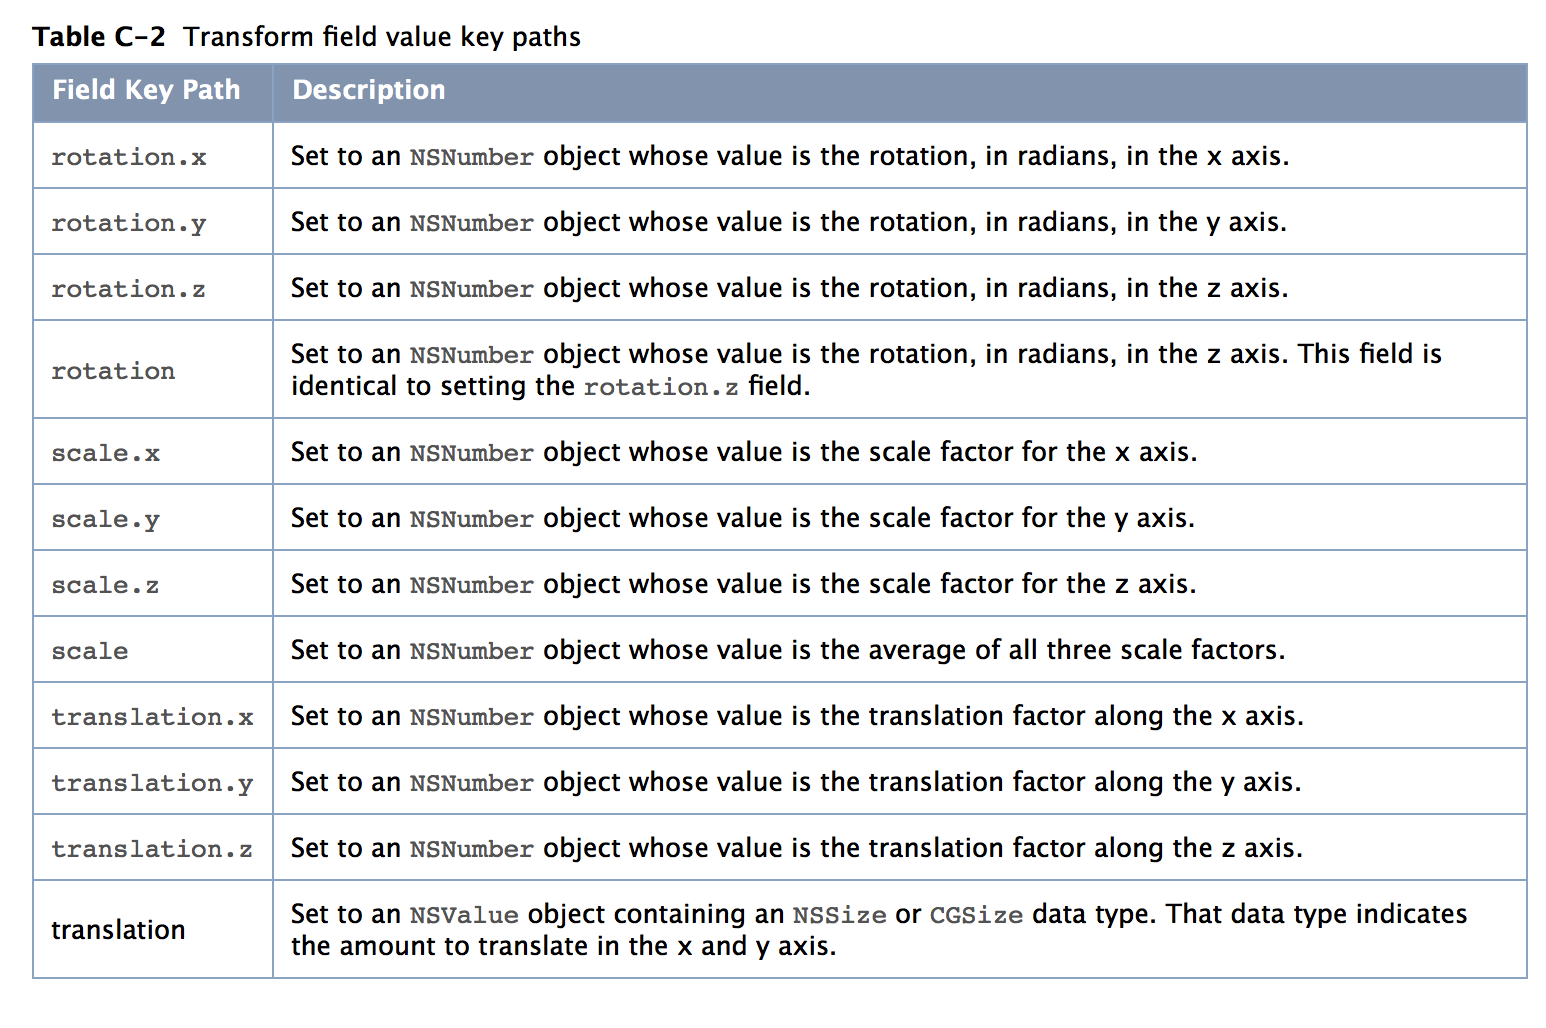 Table C-2 Transform field value key paths
Field Key Path Description
rotation.x Set to an NSNumber object whose value is the rotation, in radians, in the x axis.
rotation.y Set to an NSNumber object whose value is the rotation, in radians, in the y axis.
rotation.z Set to an NSNumber object whose value is the rotation, in radians, in the z axis.
rotation Set to an NSNumber object whose value is the rotation, in radians, in the z axis. This field is
identical to setting the rotation.z field.
scale.x Set to an NSNumber object whose value is the scale factor for the x axis.
scale.y Set to an NSNumber object whose value is the scale factor for the y axis.
scale.z Set to an NSNumber object whose value is the scale factor for the z axis.
scale Set to an NSNumber object whose value is the average of all three scale factors.
translation.x Set to an NSNumber object whose value is the translation factor along the x axis.
translation.y Set to an NSNumber object whose value is the translation factor along the y axis.
translation.z Set to an NSNumber object whose value is the translation factor along the z axis.
translation Set to an NSValue object containing an NSSize or CGSize data type. That data type indicates
the amount to translate in the x and y axis.